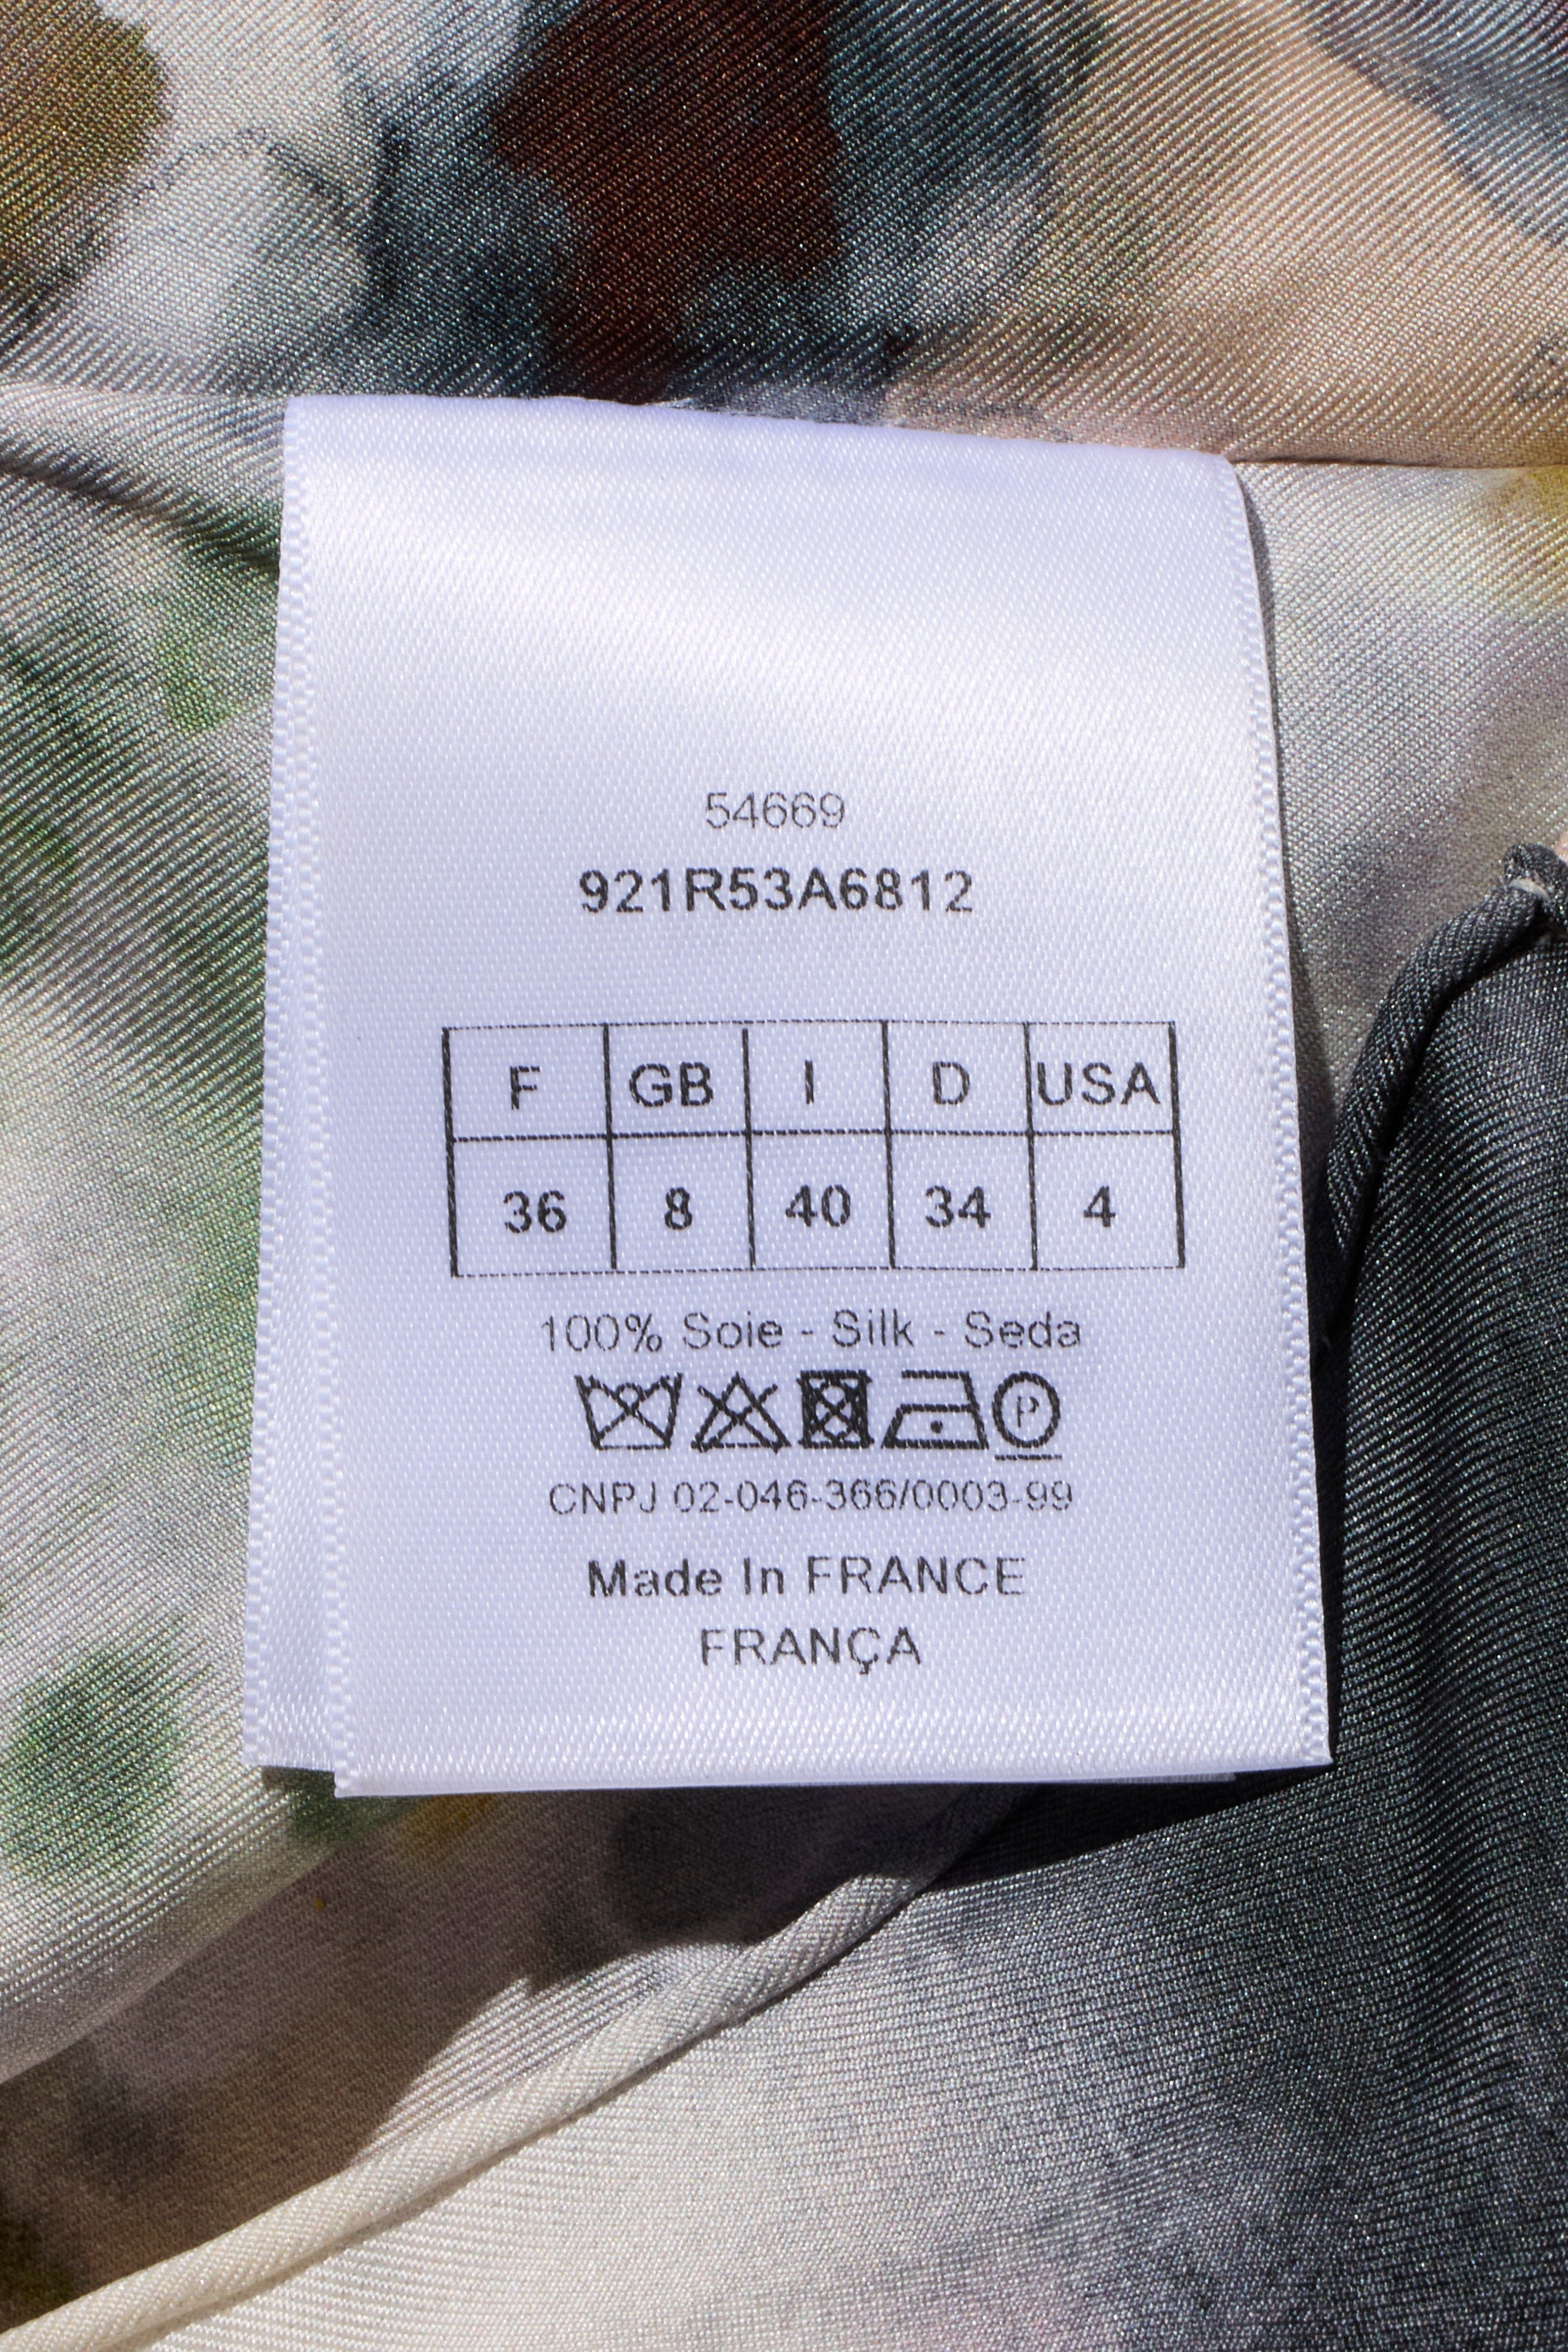 54669
921R53A6812
F GB I D USA
36 8 40 34 4
100% Soie - Silk - Seda
P
CNPJ 02-046-366/0003-99
Made In FRANCE
FRANÇA